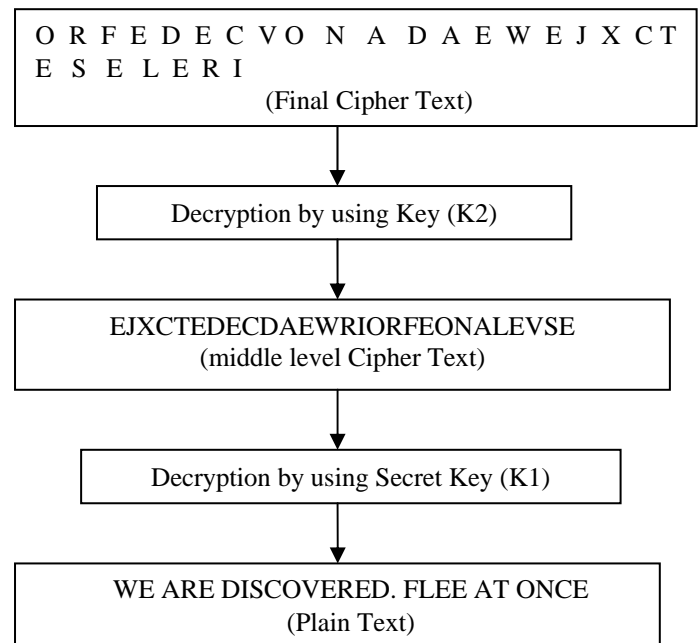 O R F E D E C V O N A D A E W E J X C T
E S E L E R I
(Final Cipher Text)
Decryption by using Key (K2)
EJXCTEDECDAEWRIORFEONALEVSE
(middle level Cipher Text)
Decryption by using Secret Key (K1)
WE ARE DISCOVERED. FLEE AT ONCE
(Plain Text)